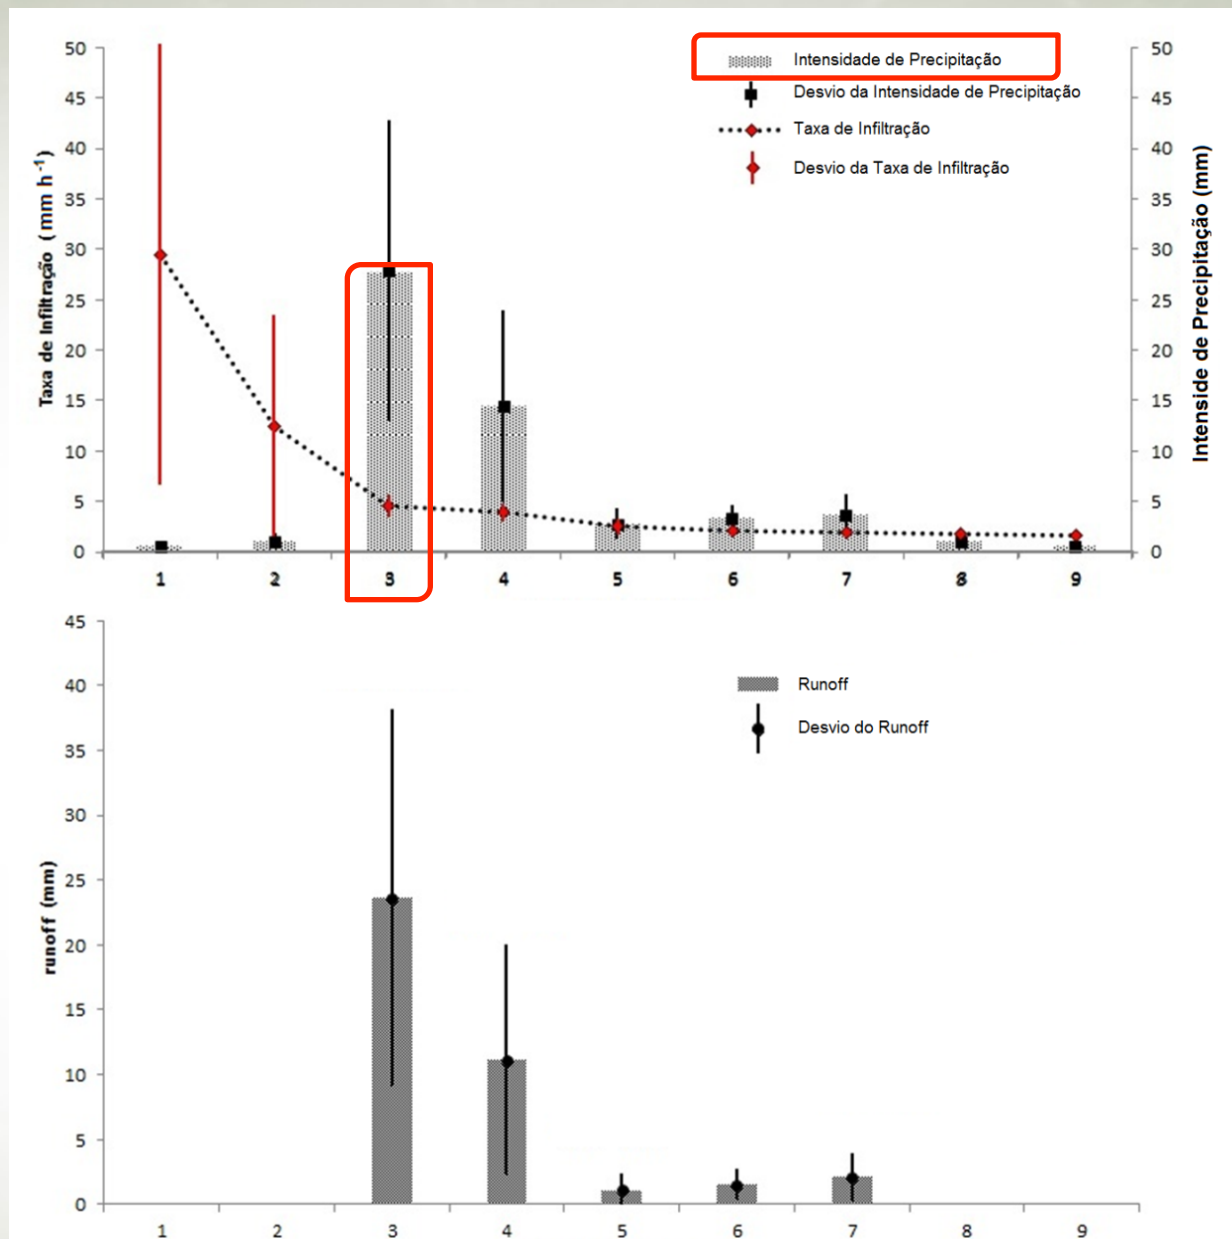 50
45
40
35
30
25
20
15
10
5
0
Taxa de Infiltração (mm h⁻¹)
Intensidade de Precipitação
Desvio da Intensidade de Precipitação
Taxa de Infiltração
Desvio da Taxa de Infiltração
50
45
40
35
30
25
20
15
10
5
0
Intenside de Precipitação (mm)
1 2 3 4 5 6 7 8 9
45
40
35
30
25
20
15
10
5
0
runoff (mm)
Runoff
Desvio do Runoff
1 2 3 4 5 6 7 8 9